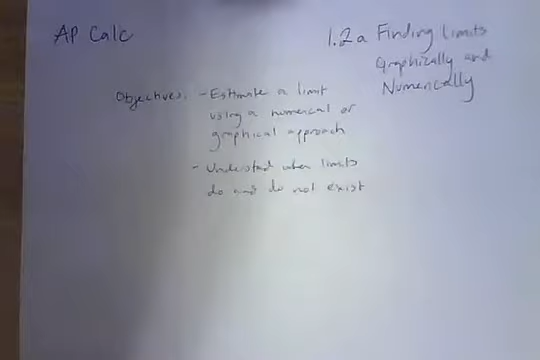 AP Calc
1.2a Finding Limits
Graphically and
Numerically
Objectives: - Estimate a limit
using a numerical or
graphical approach
- Understand when limits
do and do not exist